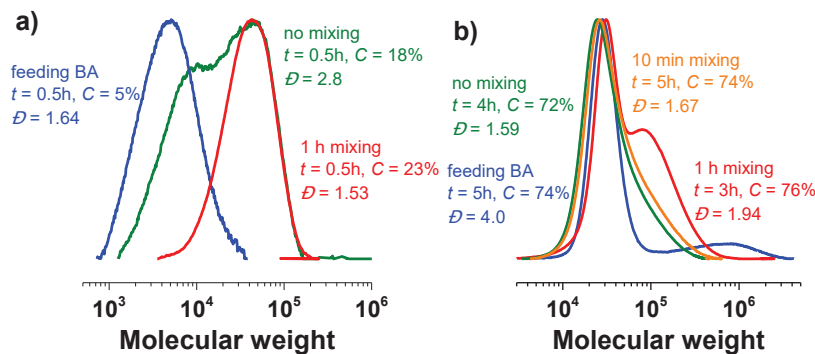 a)
no mixing
t = 0.5h, C = 18%
Đ = 2.8
feeding BA
t = 0.5h, C = 5%
Đ = 1.64
1 h mixing
t = 0.5h, C = 23%
Đ = 1.53
10³ 10⁴ 10⁵ 10⁶
Molecular weight
b)
10 min mixing
t = 5h, C = 74%
Đ = 1.67
no mixing
t = 4h, C = 72%
Đ = 1.59
feeding BA
t = 5h, C = 74%
Đ = 4.0
1 h mixing
t = 3h, C = 76%
Đ = 1.94
10⁴ 10⁵ 10⁶
Molecular weight